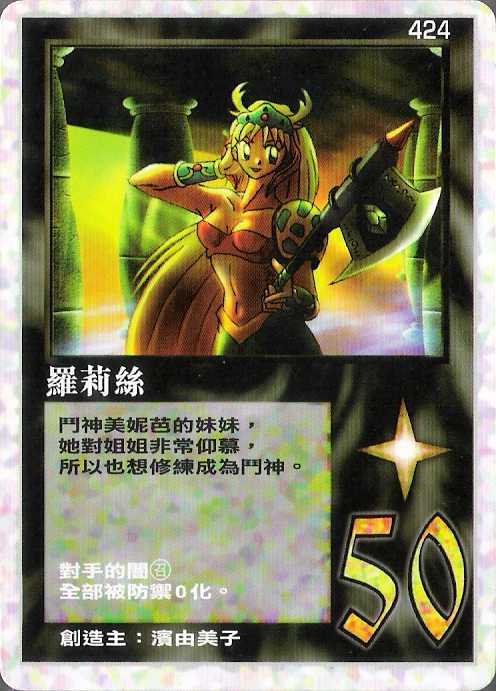 424
羅莉絲
鬥神美妮芭的妹妹，
她對姐姐非常仰慕，
所以也想修練成為鬥神。
對手的闇㊁
全部被防禦0化。
50
創造主：濱由美子